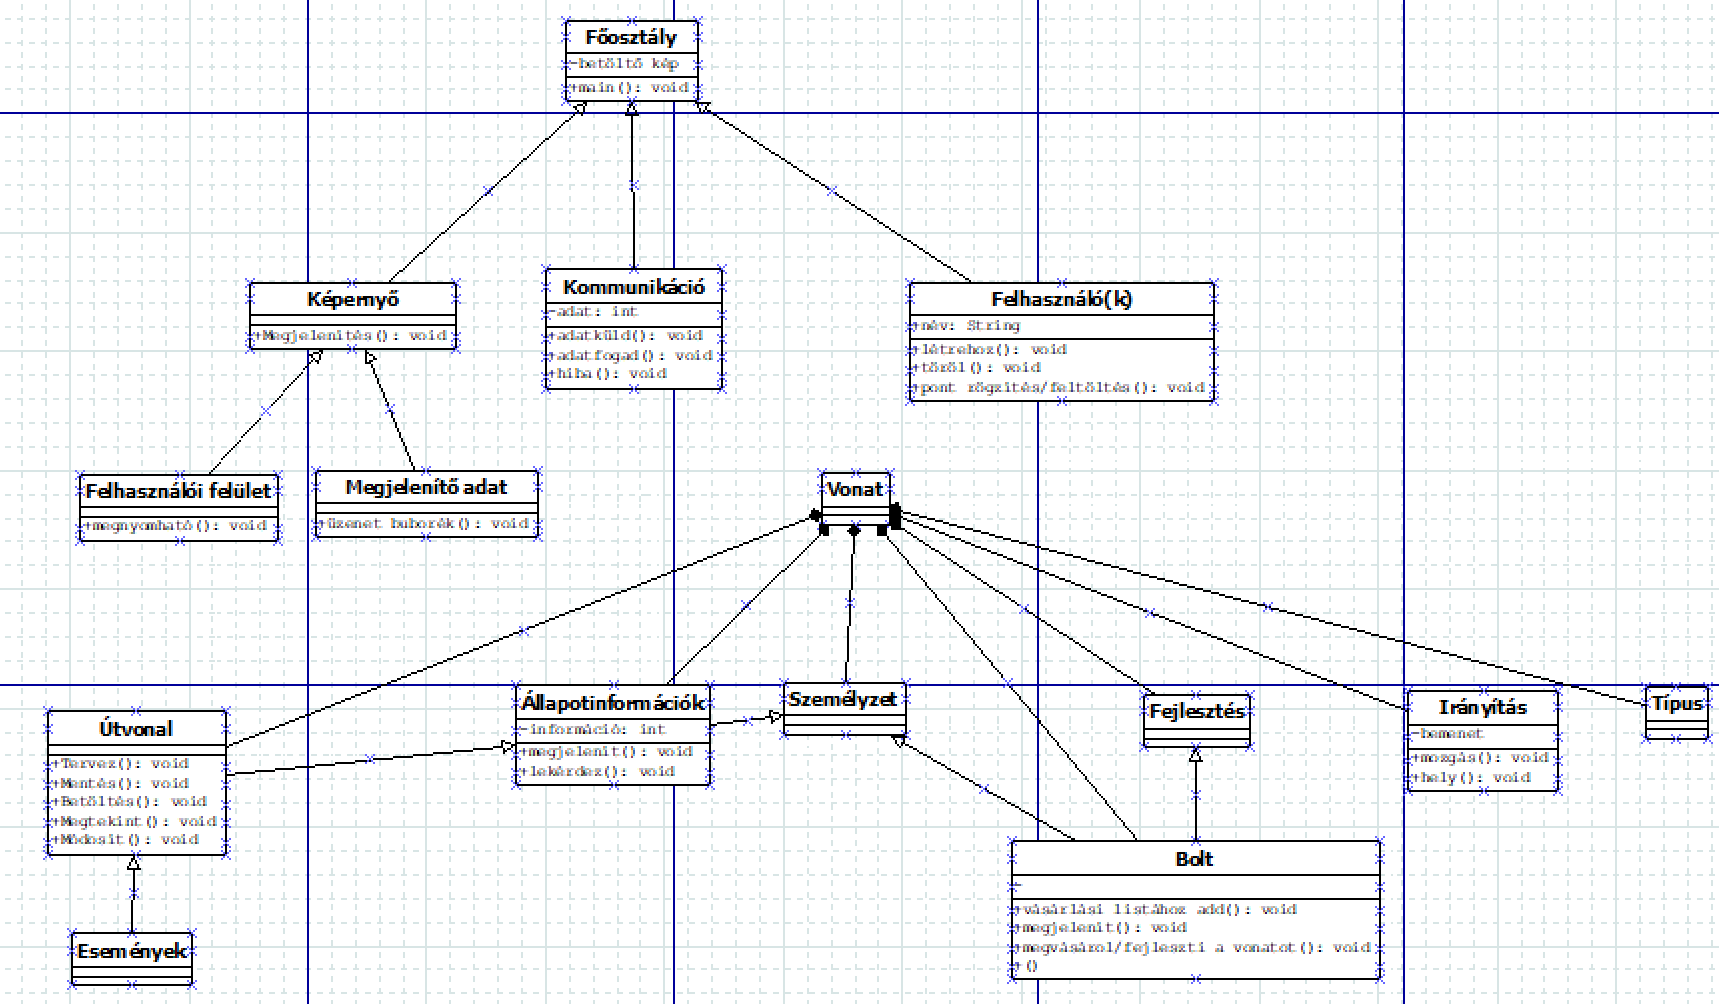 Főosztály
-betöltő kép
+main(): void
Képernyő
+Megjelenítés(): void
Kommunikáció
-adat: int
+adatküld(): void
+adatfogad(): void
+hiba(): void
Felhasználó(k)
+név: String
+létrehoz(): void
+töröl(): void
+pont rögzítés/feltöltés(): void
Felhasználói felület
+megnyomható(): void
Megjelenítő adat
+üzenet buborék(): void
Vonat
Útvonal
+Tervez(): void
+Mentés(): void
+Betöltés(): void
+Megtekint(): void
+Módosít(): void
Állapotinformációk
-információ: int
+megjelenít(): void
+lekérdez(): void
Személyzet
Fejlesztés
Irányítás
-bemenet
+mozgás(): void
+hely(): void
Típus
Események
Bolt
-
+vásárlási listához add(): void
+megjelenít(): void
+megvásárol/fejleszti a vonatot(): void
+()